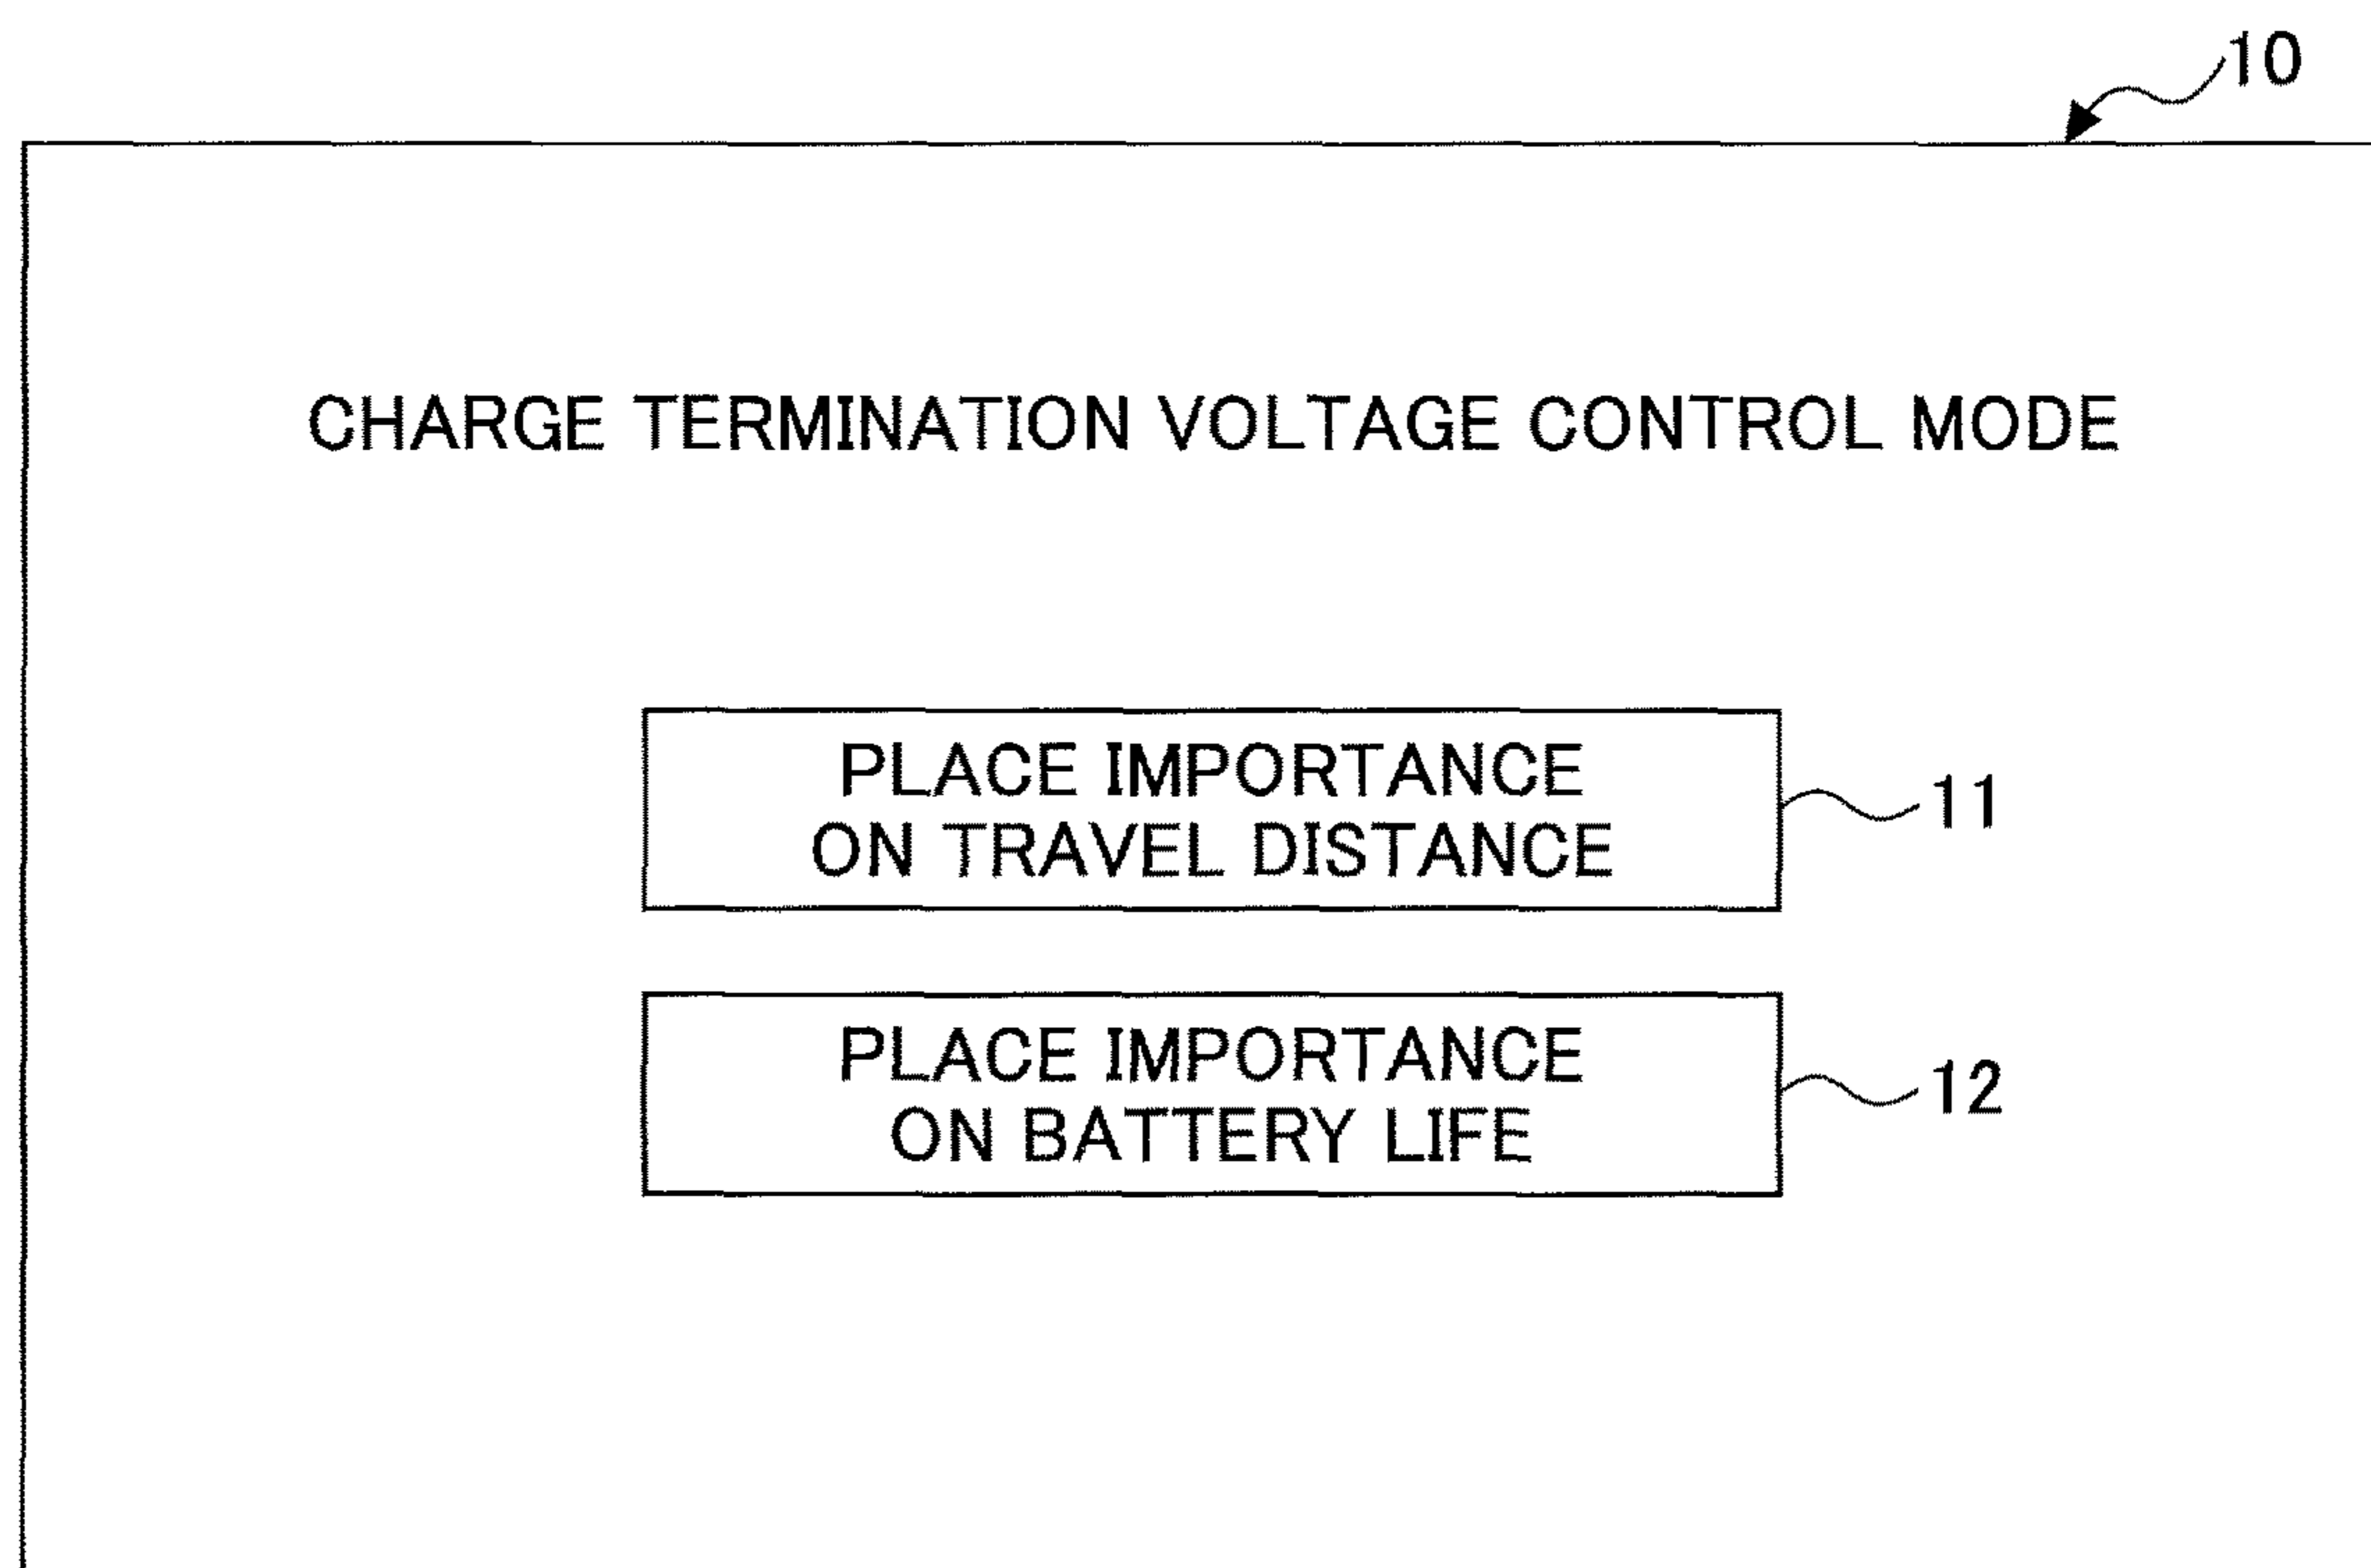 10
CHARGE TERMINATION VOLTAGE CONTROL MODE
PLACE IMPORTANCE
ON TRAVEL DISTANCE
11
PLACE IMPORTANCE
ON BATTERY LIFE
12